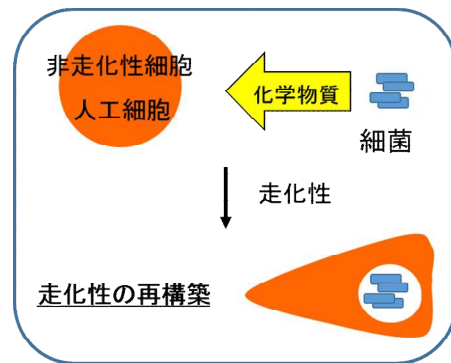 非走化性細胞
人工細胞
化学物質
細菌
走化性
走化性の再構築